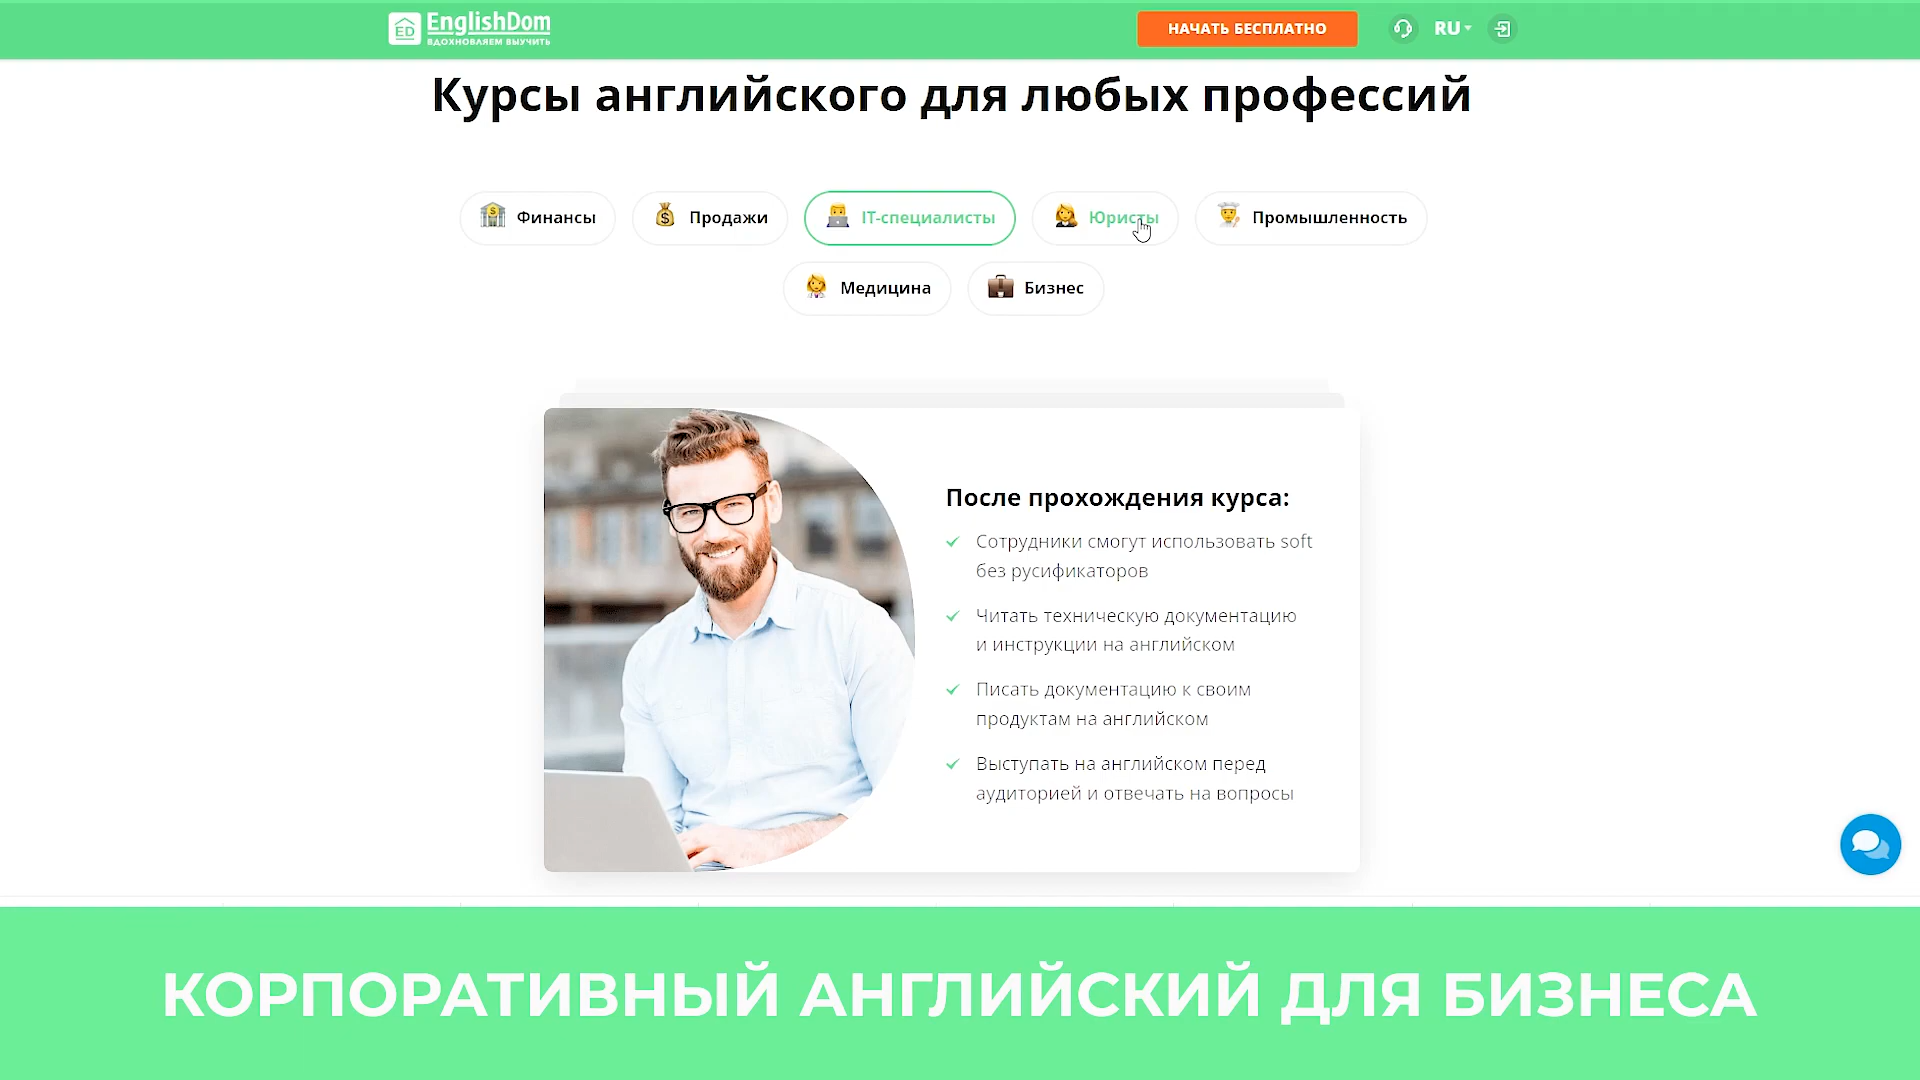 ED EnglishDom
ВДОХНОВЛЯЕМ ВЫУЧИТЬ
НАЧАТЬ БЕСПЛАТНО
RU
Курсы английского для любых профессий
Финансы
Продажи
IT-специалисты
Юристы
Промышленность
Медицина
Бизнес
После прохождения курса:
Сотрудники смогут использовать soft
без русификаторов
Читать техническую документацию
и инструкции на английском
Писать документацию к своим
продуктам на английском
Выступать на английском перед
аудиторией и отвечать на вопросы
КОРПОРАТИВНЫЙ АНГЛИЙСКИЙ ДЛЯ БИЗНЕСА